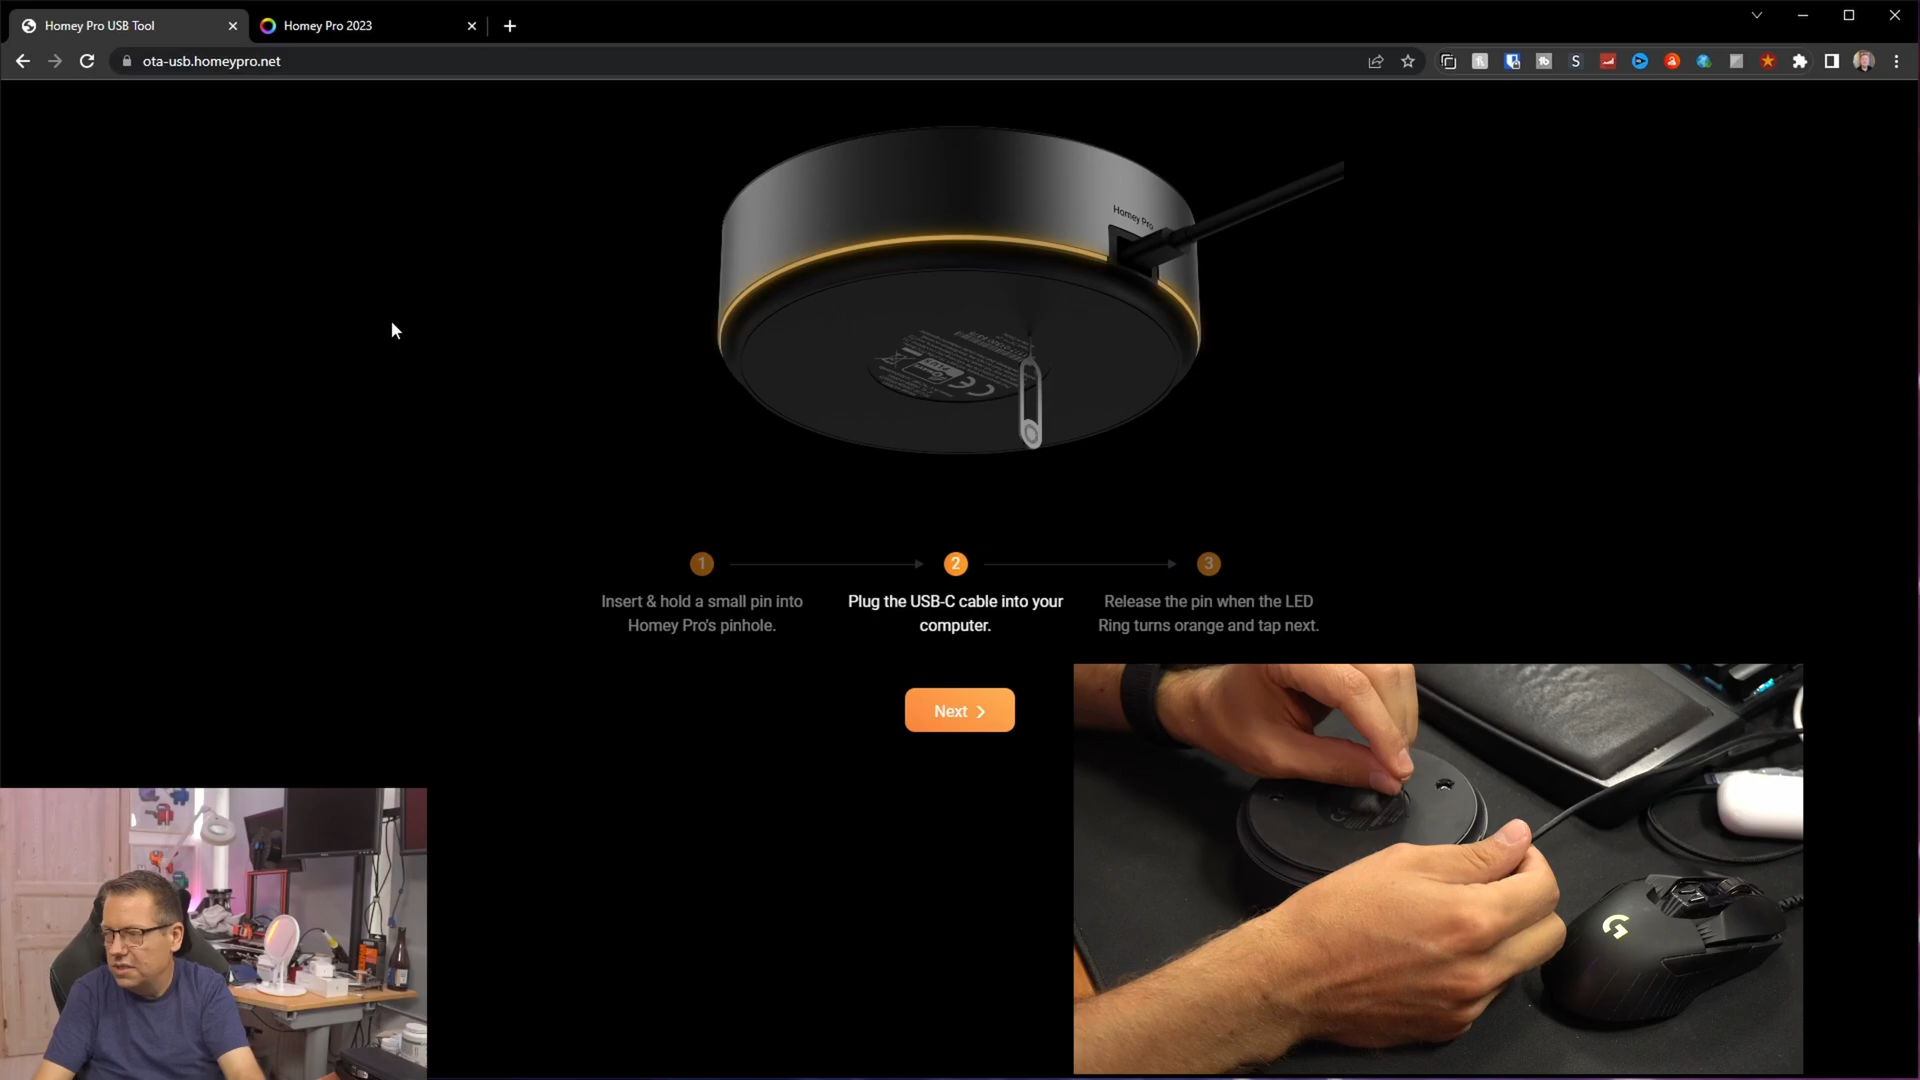 Homey Pro USB Tool
Homey Pro 2023
ota-usb.homeypro.net
Homey Pro
1
2
3
Insert & hold a small pin into
Homey Pro's pinhole.
Plug the USB-C cable into your
computer.
Release the pin when the LED
Ring turns orange and tap next.
Next